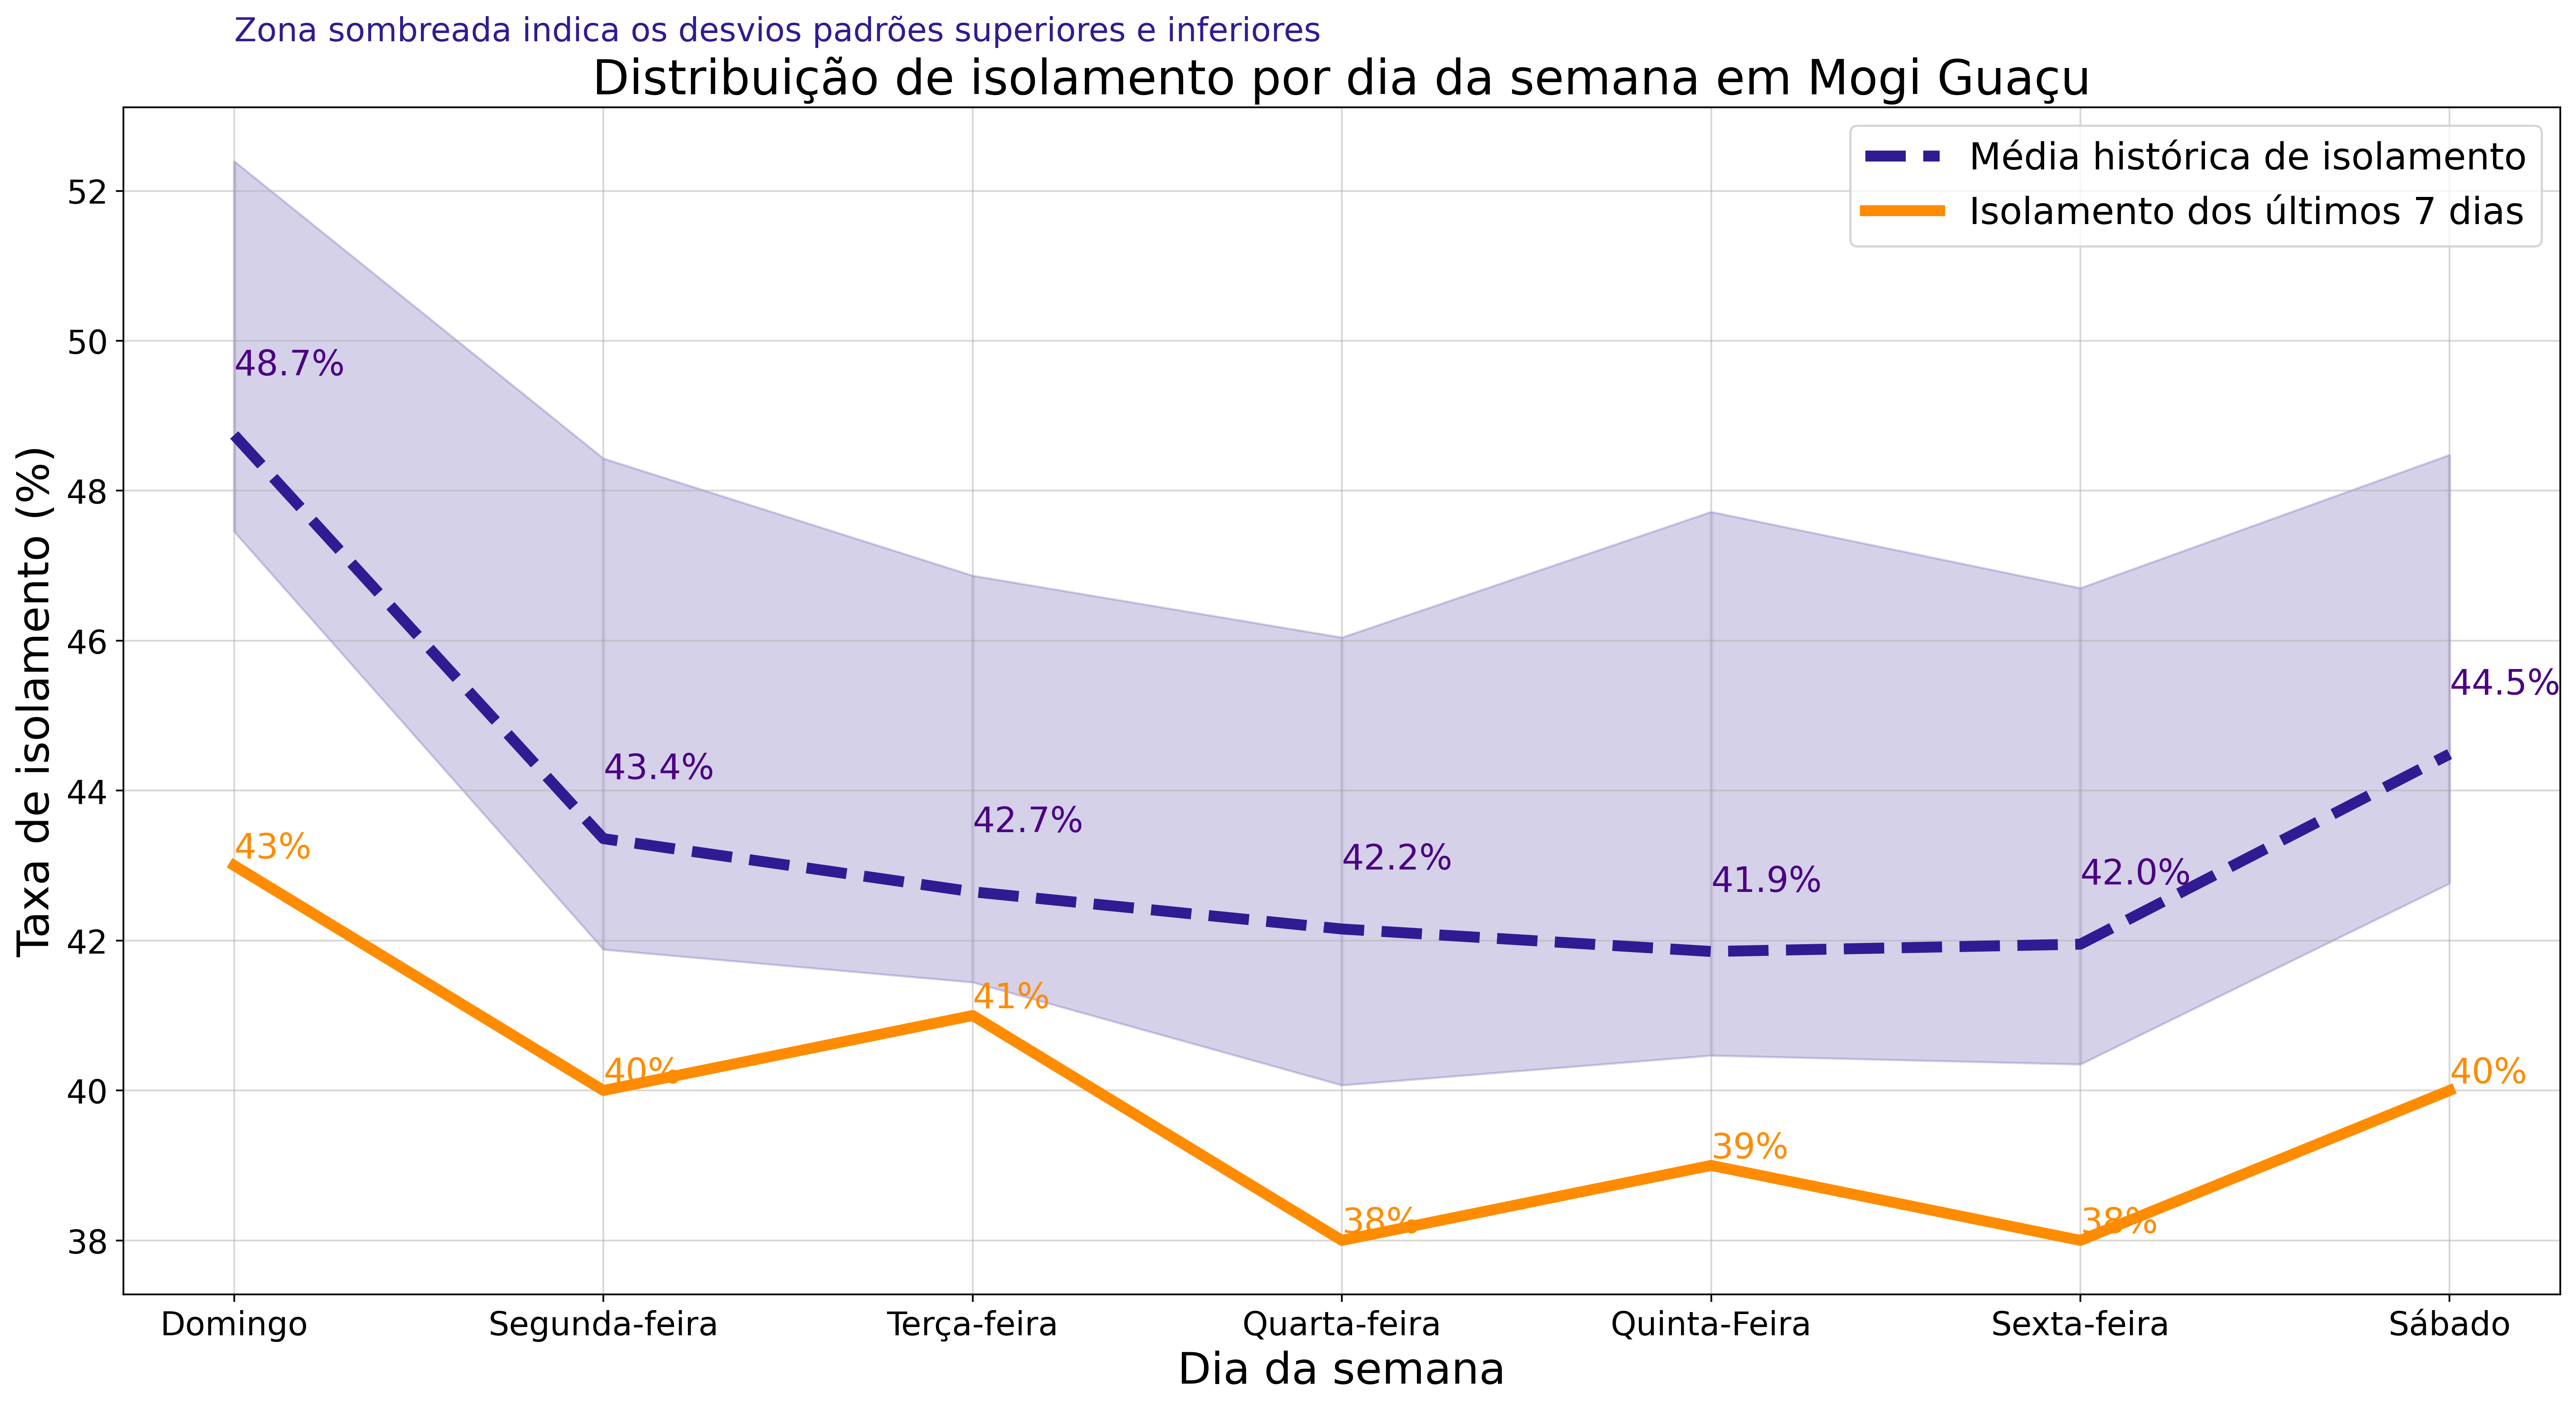 Zona sombreada indica os desvios padrões superiores e inferiores
Distribuição de isolamento por dia da semana em Mogi Guaçu
Média histórica de isolamento
Isolamento dos últimos 7 dias
Taxa de isolamento (%)
52
50
48
46
44
42
40
38
48.7%
43.4%
42.7%
42.2%
41.9%
42.0%
44.5%
43%
40%
41%
38%
39%
38%
40%
Domingo
Segunda-feira
Terça-feira
Quarta-feira
Quinta-Feira
Sexta-feira
Sábado
Dia da semana